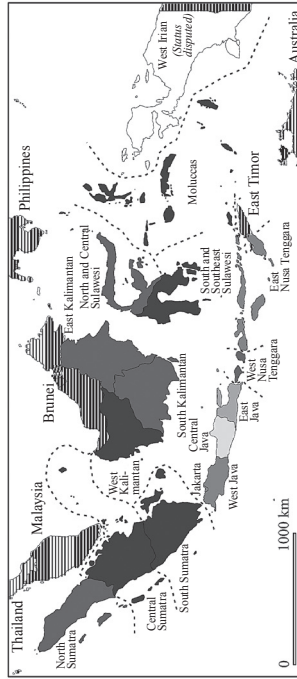 Thailand
Malaysia
Brunei
Philippines
East Kalimantan
North and Central
Sulawesi
West Irian
(Status
disputed)
North
Sumatra
West
Kali-
mantan
Central
Sumatra
South Sumatra
South Kalimantan
Moluccas
South and
Southeast
Sulawesi
Jakarta
Central
Java
West Java
East
Java
West
Nusa
Tenggara
East
Nusa Tenggara
East Timor
Australia
0
1000 km